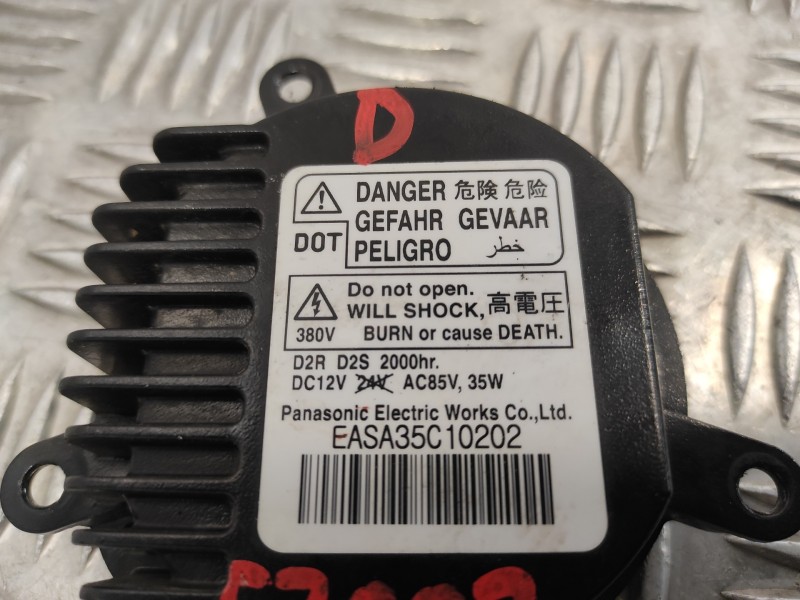 D
DANGER 危険 危险
GEFAHR GEVAAR
DOT PELIGRO خطر
Do not open.
WILL SHOCK, 高電圧
380V BURN or cause DEATH.
D2R D2S 2000hr.
DC12V 24V AC85V, 35W
Panasonic Electric Works Co.,Ltd.
EASA35C10202